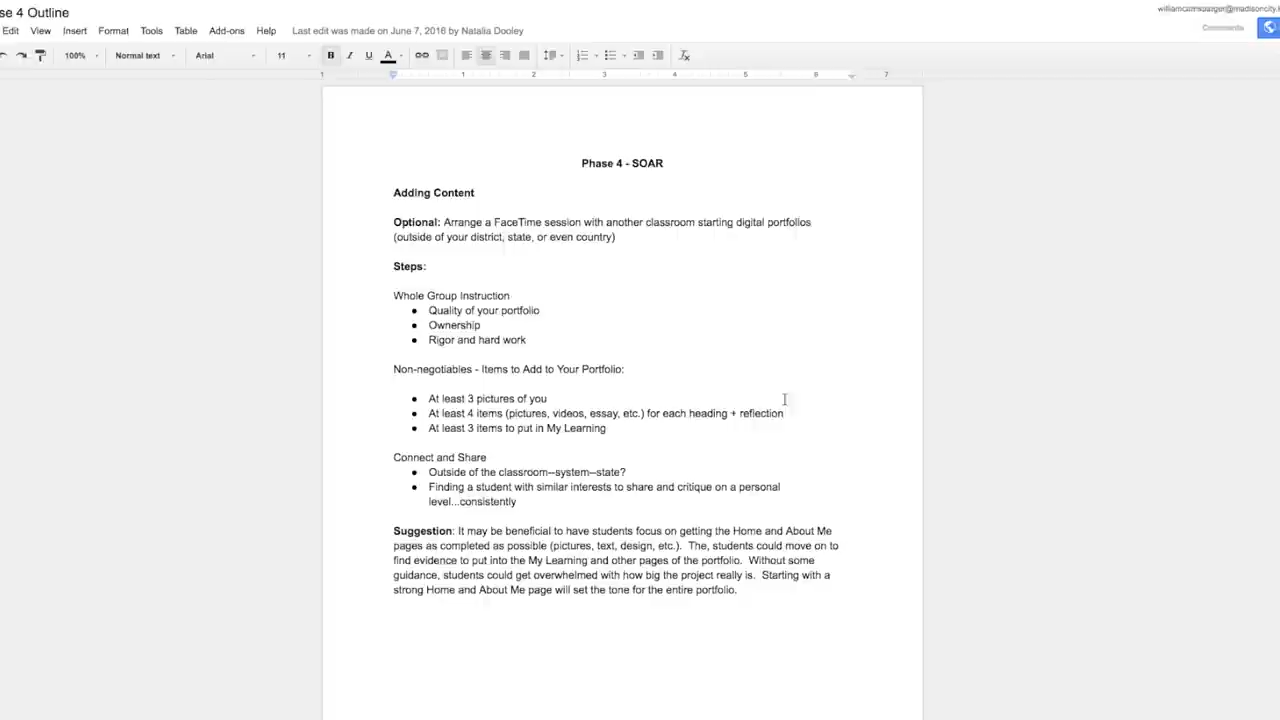 se 4 Outline
Edit View Insert Format Tools Table Add-ons Help Last edit was made on June 7, 2016 by Natalia Dooley
Comments
100% Normal text Arial 11 B I U A
1 1 2 3 4 5 6 7
Phase 4 - SOAR
Adding Content
Optional: Arrange a FaceTime session with another classroom starting digital portfolios
(outside of your district, state, or even country)
Steps:
Whole Group Instruction
● Quality of your portfolio
● Ownership
● Rigor and hard work
Non-negotiables - Items to Add to Your Portfolio:
● At least 3 pictures of you
● At least 4 items (pictures, videos, essay, etc.) for each heading + reflection
● At least 3 items to put in My Learning
Connect and Share
● Outside of the classroom--system--state?
● Finding a student with similar interests to share and critique on a personal
level...consistently
Suggestion: It may be beneficial to have students focus on getting the Home and About Me
pages as completed as possible (pictures, text, design, etc.). The, students could move on to
find evidence to put into the My Learning and other pages of the portfolio. Without some
guidance, students could get overwhelmed with how big the project really is. Starting with a
strong Home and About Me page will set the tone for the entire portfolio.